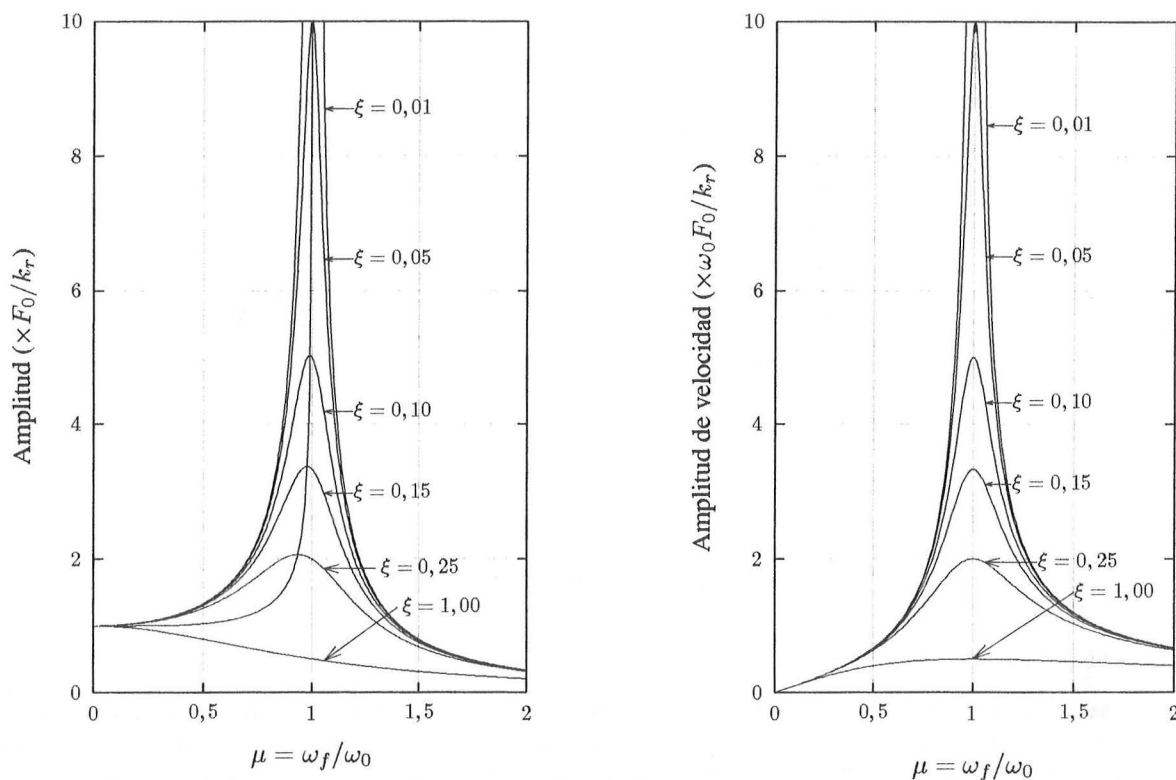 10
8
6
4
2
0
Amplitud (×F₀/kᵣ)
ξ = 0,01
ξ = 0,05
ξ = 0,10
ξ = 0,15
ξ = 0,25
ξ = 1,00
0
0,5
1
1,5
2
μ = ω_f/ω₀
10
8
6
4
2
0
Amplitud de velocidad (×ω₀F₀/kᵣ)
ξ = 0,01
ξ = 0,05
ξ = 0,10
ξ = 0,15
ξ = 0,25
ξ = 1,00
0
0,5
1
1,5
2
μ = ω_f/ω₀